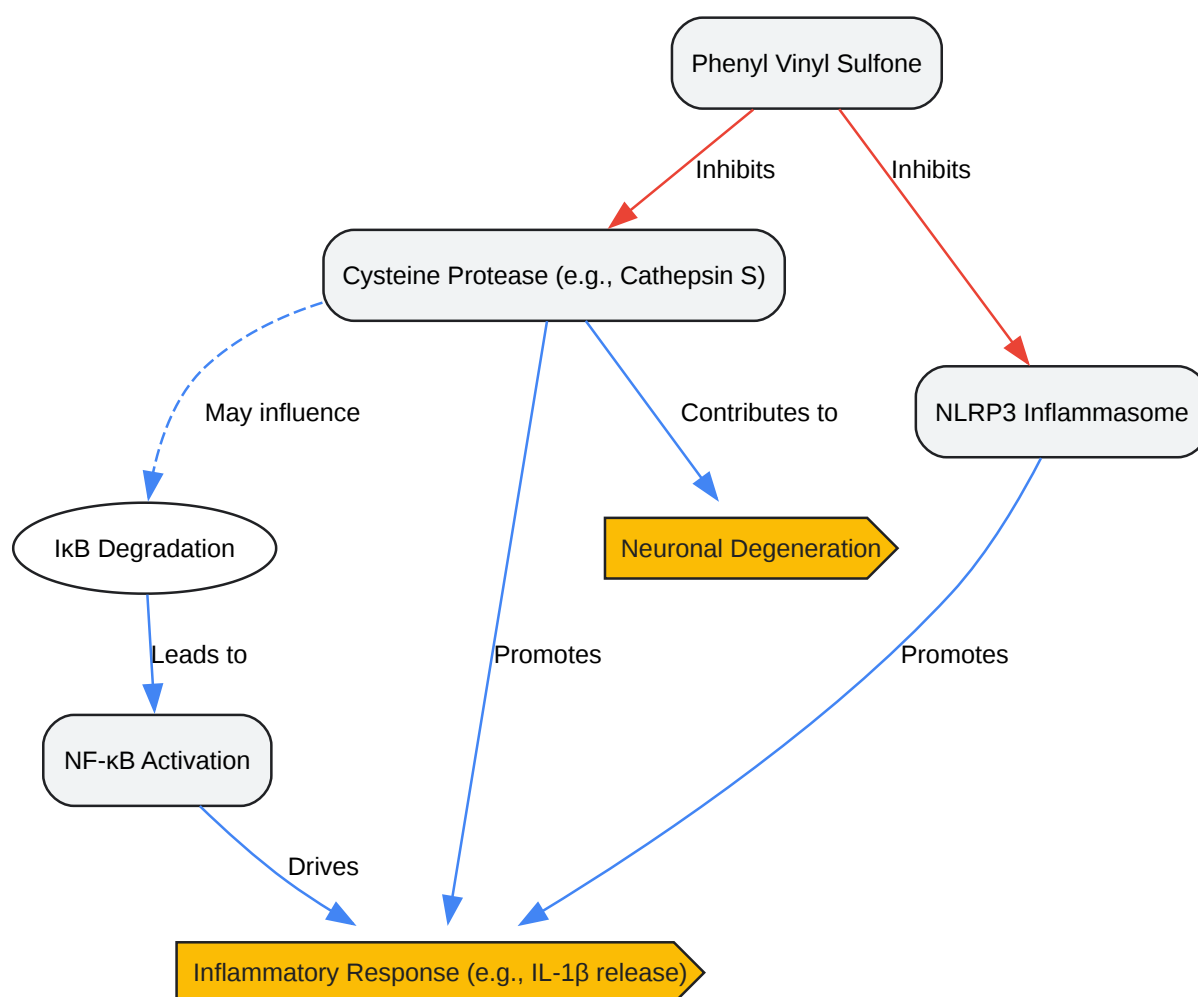 Phenyl Vinyl Sulfone
Inhibits
Inhibits
Cysteine Protease (e.g., Cathepsin S)
May influence
Contributes to
NLRP3 Inflammasome
IκB Degradation
Neuronal Degeneration
Leads to
Promotes
Promotes
NF-κB Activation
Drives
Inflammatory Response (e.g., IL-1β release)